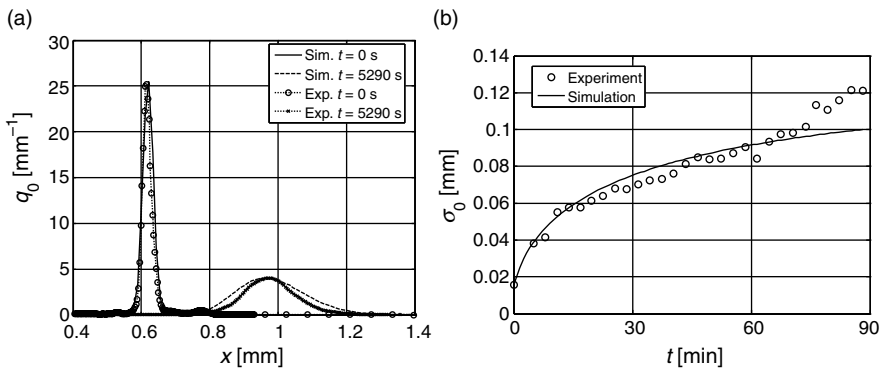 (a)
30
25
20
15
10
5
0
q0 [mm−1]
0.4 0.6 0.8 1 1.2 1.4
x [mm]
Sim. t = 0 s
Sim. t = 5290 s
Exp. t = 0 s
Exp. t = 5290 s
(b)
0.14
0.12
0.1
0.08
0.06
0.04
0.02
0
σ0 [mm]
0 30 60 90
t [min]
Experiment
Simulation